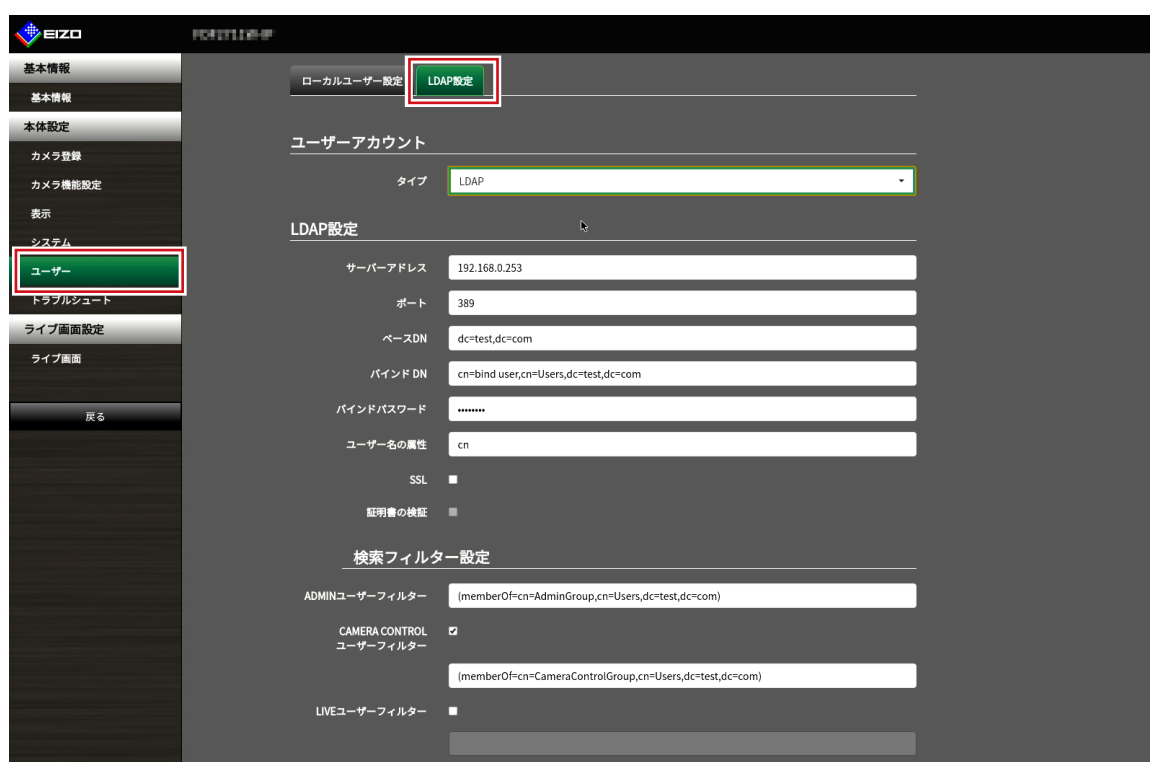 EIZO
基本情報
基本情報
本体設定
カメラ登録
カメラ機能設定
表示
システム
ユーザー
トラブルシュート
ライブ画面設定
ライブ画面
戻る
ローカルユーザー設定 LDAP設定
ユーザーアカウント
タイプ LDAP
LDAP設定
サーバーアドレス 192.168.0.253
ポート 389
ベースDN dc=test,dc=com
バインド DN cn=bind user,cn=Users,dc=test,dc=com
バインドパスワード ••••••••
ユーザー名の属性 cn
SSL
証明書の検証
検索フィルター設定
ADMINユーザーフィルター (memberOf=cn=AdminGroup,cn=Users,dc=test,dc=com)
CAMERA CONTROL
ユーザーフィルター
(memberOf=cn=CameraControlGroup,cn=Users,dc=test,dc=com)
LIVEユーザーフィルター